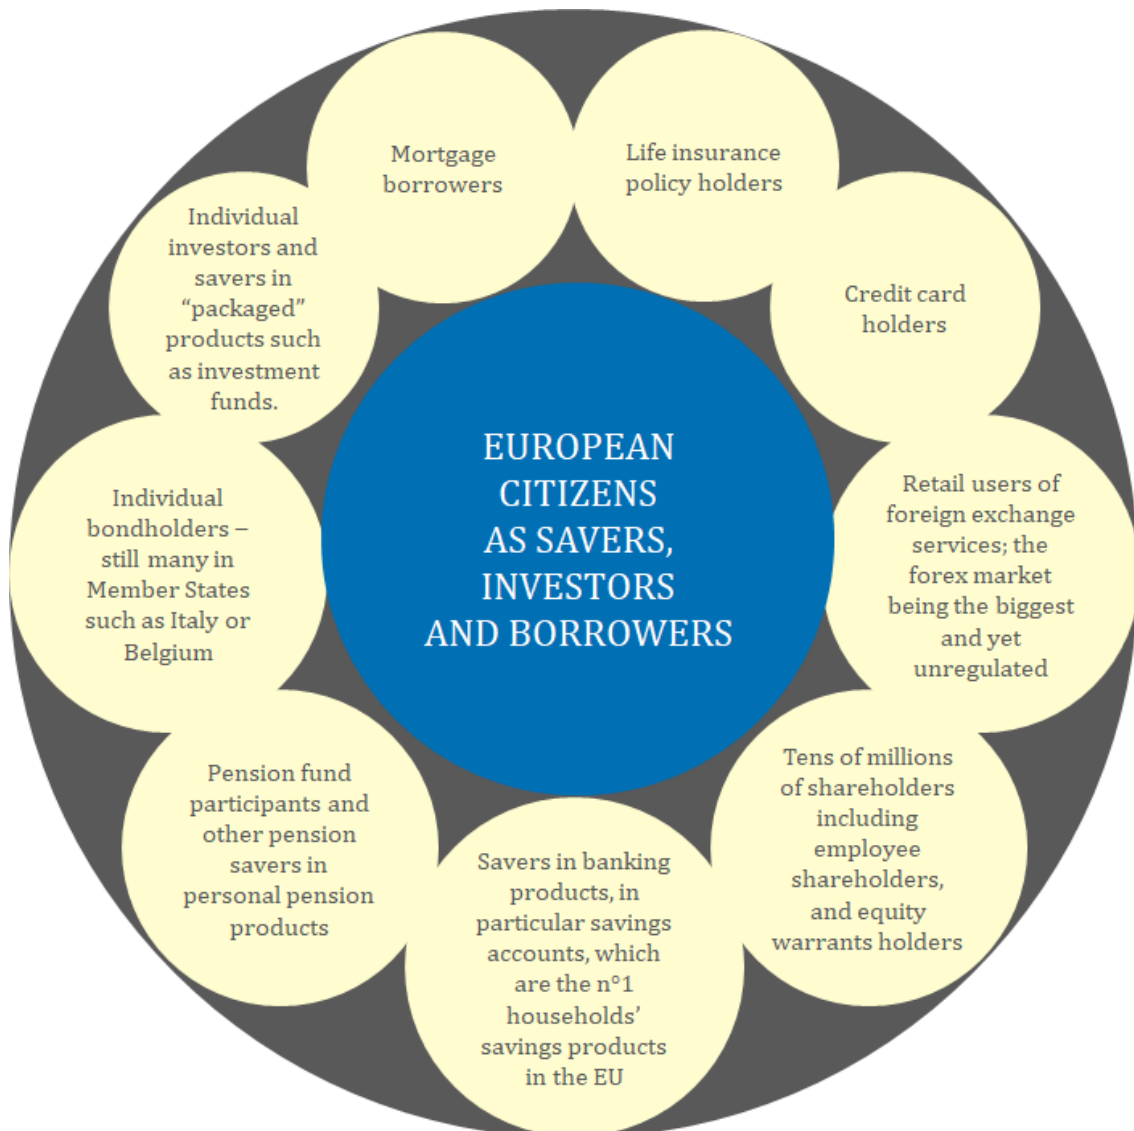 Mortgage
borrowers
Life insurance
policy holders
Credit card
holders
Retail users of
foreign exchange
services; the
forex market
being the biggest
and yet
unregulated
Tens of millions
of shareholders
including
employee
shareholders,
and equity
warrants holders
Savers in banking
products, in
particular savings
accounts, which
are the n°1
households’
savings products
in the EU
Pension fund
participants and
other pension
savers in
personal pension
products
Individual
bondholders –
still many in
Member States
such as Italy or
Belgium
Individual
investors and
savers in
“packaged”
products such
as investment
funds.
EUROPEAN
CITIZENS
AS SAVERS,
INVESTORS
AND BORROWERS